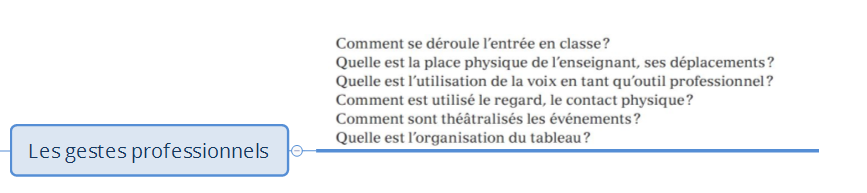 Comment se déroule l'entrée en classe ?
Quelle est la place physique de l'enseignant, ses déplacements ?
Quelle est l'utilisation de la voix en tant qu'outil professionnel ?
Comment est utilisé le regard, le contact physique ?
Comment sont théâtralisés les événements ?
Quelle est l'organisation du tableau ?
Les gestes professionnels